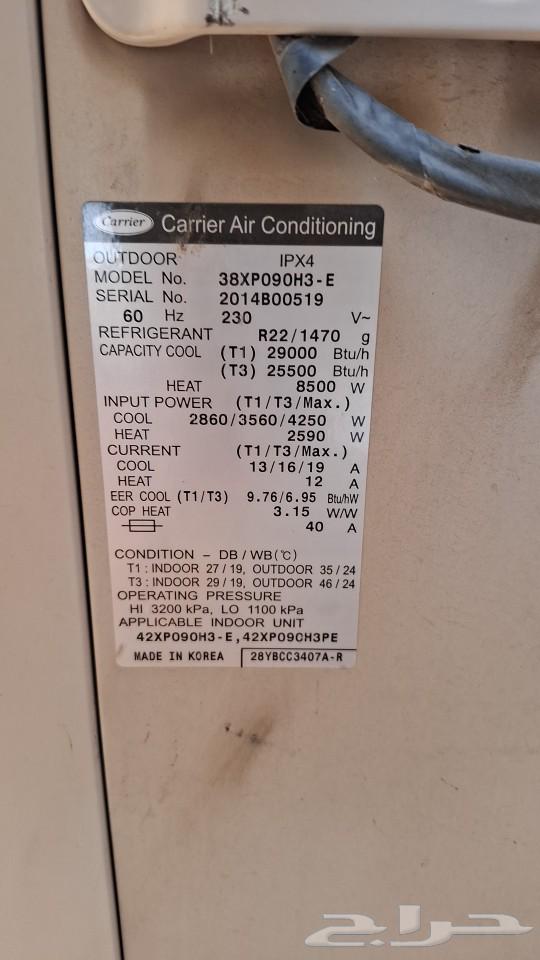 Carrier Carrier Air Conditioning
OUTDOOR IPX4
MODEL No. 38XP090H3-E
SERIAL No. 2014B00519
60 Hz 230 V~
REFRIGERANT R22/1470 g
CAPACITY COOL (T1) 29000 Btu/h
(T3) 25500 Btu/h
HEAT 8500 W
INPUT POWER (T1/T3/Max.)
COOL 2860/3560/4250 W
HEAT 2590 W
CURRENT (T1/T3/Max.)
COOL 13/16/19 A
HEAT 12 A
EER COOL (T1/T3) 9.76/6.95 Btu/hW
COP HEAT 3.15 W/W
40 A
CONDITION – DB/WB(℃)
T1 : INDOOR 27/19, OUTDOOR 35/24
T3 : INDOOR 29/19, OUTDOOR 46/24
OPERATING PRESSURE
HI 3200 kPa, LO 1100 kPa
APPLICABLE INDOOR UNIT
42XP090H3-E,42XP09CH3PE
MADE IN KOREA 28YBCC3407A-R
حراج